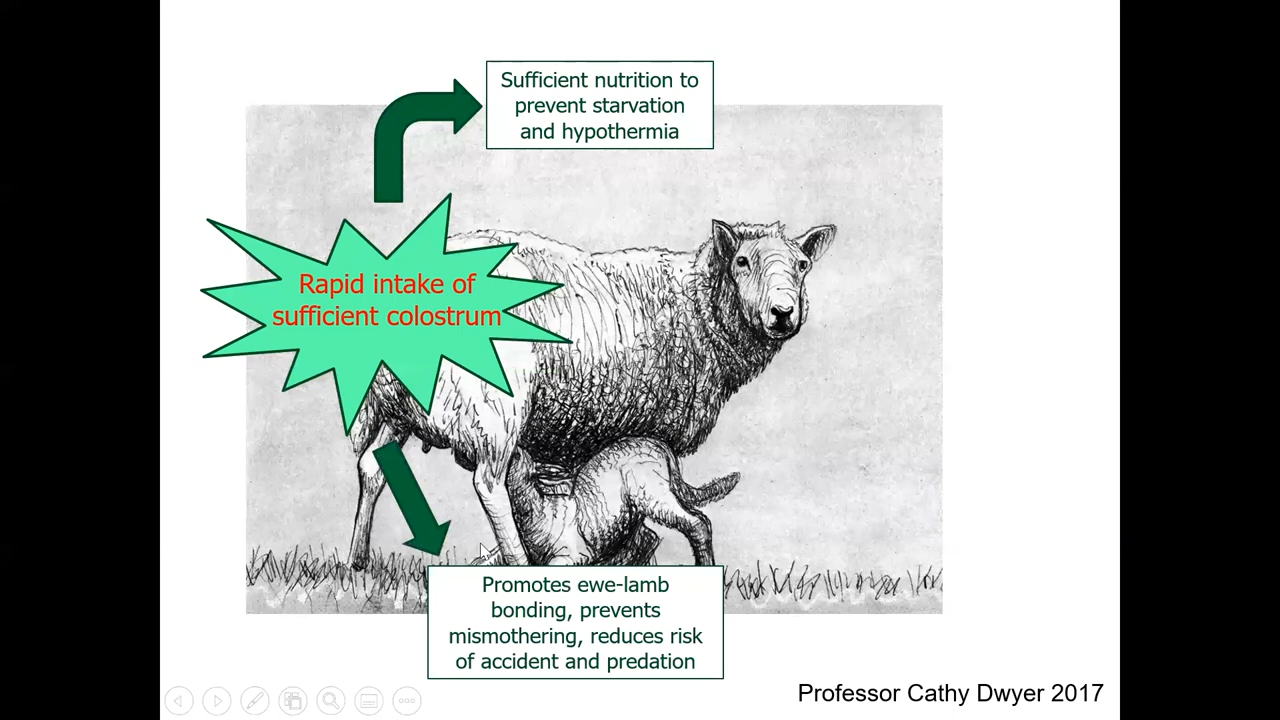 Sufficient nutrition to
prevent starvation
and hypothermia
Rapid intake of
sufficient colostrum
Promotes ewe-lamb
bonding, prevents
mismothering, reduces risk
of accident and predation
Professor Cathy Dwyer 2017